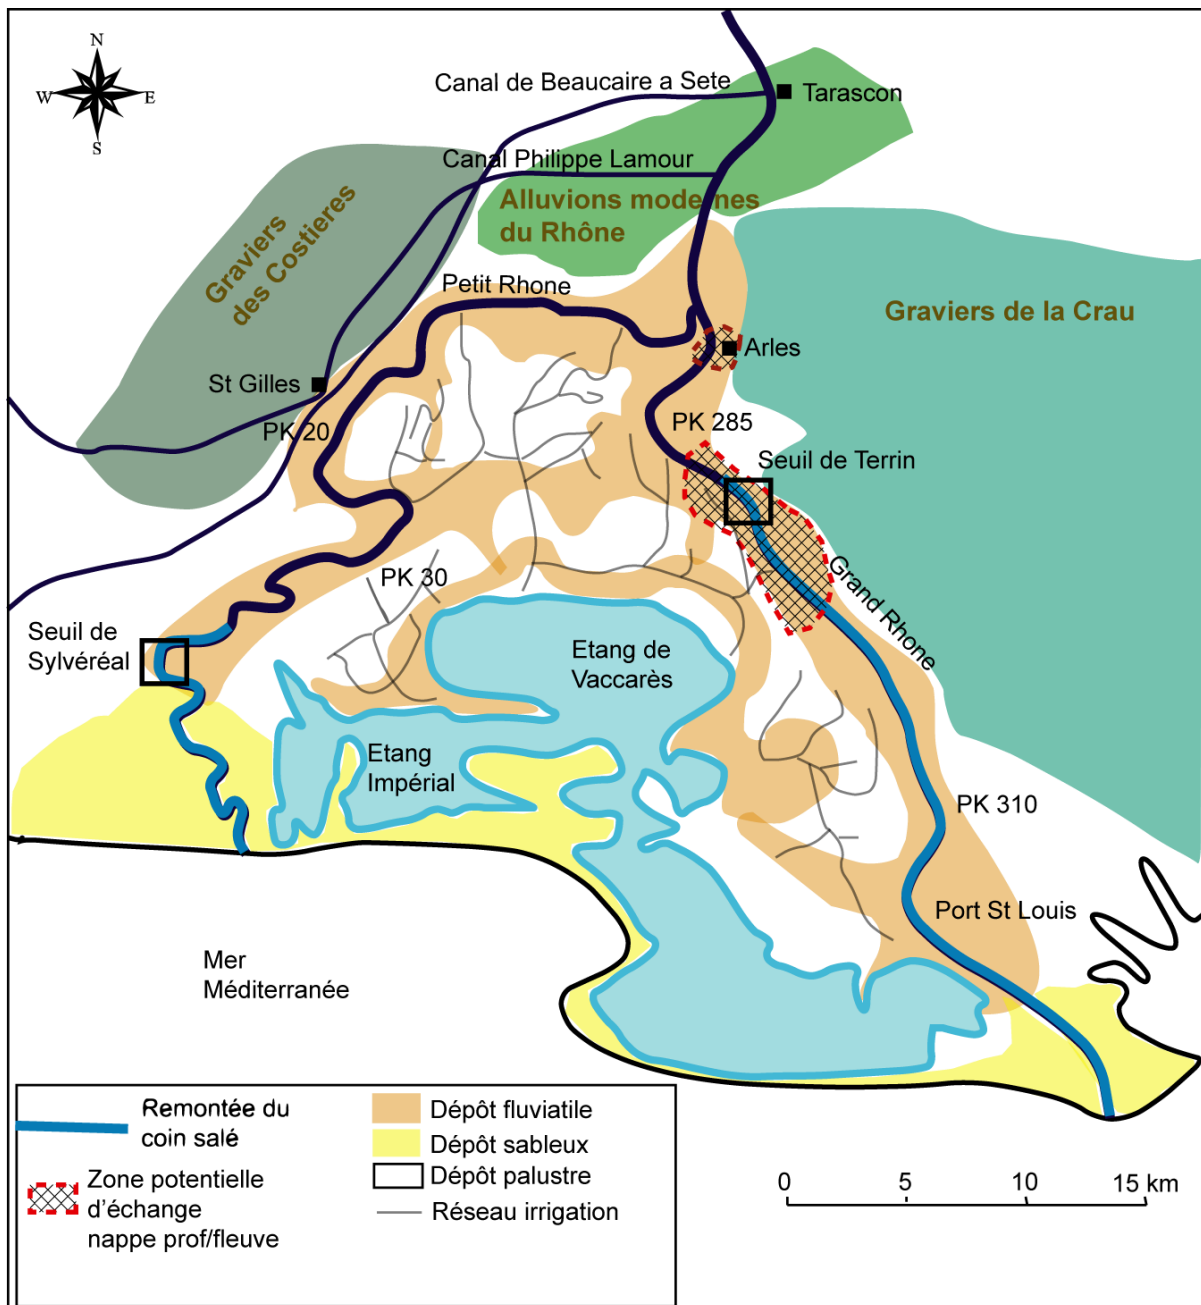 N
W
E
S
Canal de Beaucaire a Sete
Tarascon
Canal Philippe Lamour
Alluvions modernes
du Rhône
Graviers
des Costieres
Petit Rhone
Graviers de la Crau
Arles
St Gilles
PK 20
PK 285
Seuil de Terrin
PK 30
Grand Rhone
Seuil de
Sylvéréal
Etang de
Vaccarès
Etang
Impérial
PK 310
Port St Louis
Mer
Méditerranée
Remontée du
coin salé
Zone potentielle
d'échange
nappe prof/fleuve
Dépôt fluviatile
Dépôt sableux
Dépôt palustre
Réseau irrigation
0
5
10
15 km